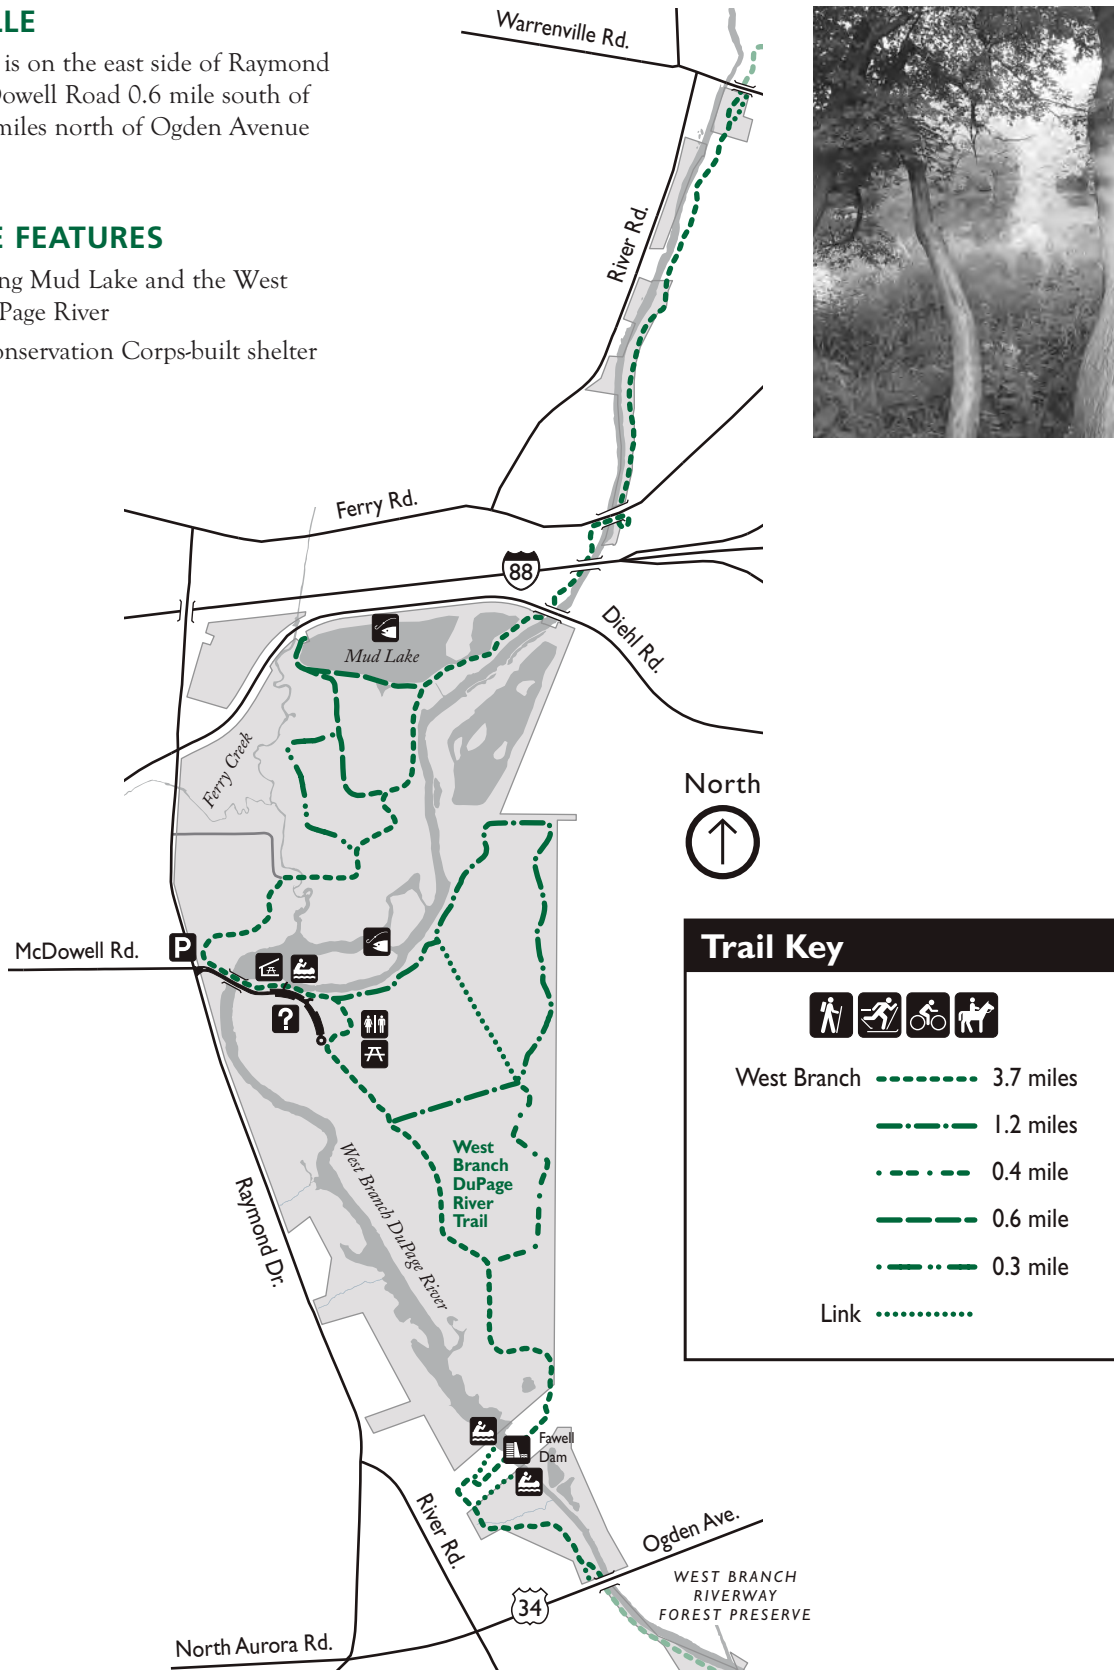 LLE
is on the east side of Raymond
Dowell Road 0.6 mile south of
miles north of Ogden Avenue
E FEATURES
ng Mud Lake and the West
Page River
onservation Corps-built shelter
Warrenville Rd.
River Rd.
Ferry Rd.
88
Diehl Rd.
Mud Lake
Ferry Creek
North
McDowell Rd.
P
?
Trail Key
West Branch 3.7 miles
1.2 miles
0.4 mile
0.6 mile
0.3 mile
Link
West
Branch
DuPage
River
Trail
West Branch DuPage River
Raymond Dr.
Fawell
Dam
River Rd.
Ogden Ave.
34
WEST BRANCH
RIVERWAY
FOREST PRESERVE
North Aurora Rd.